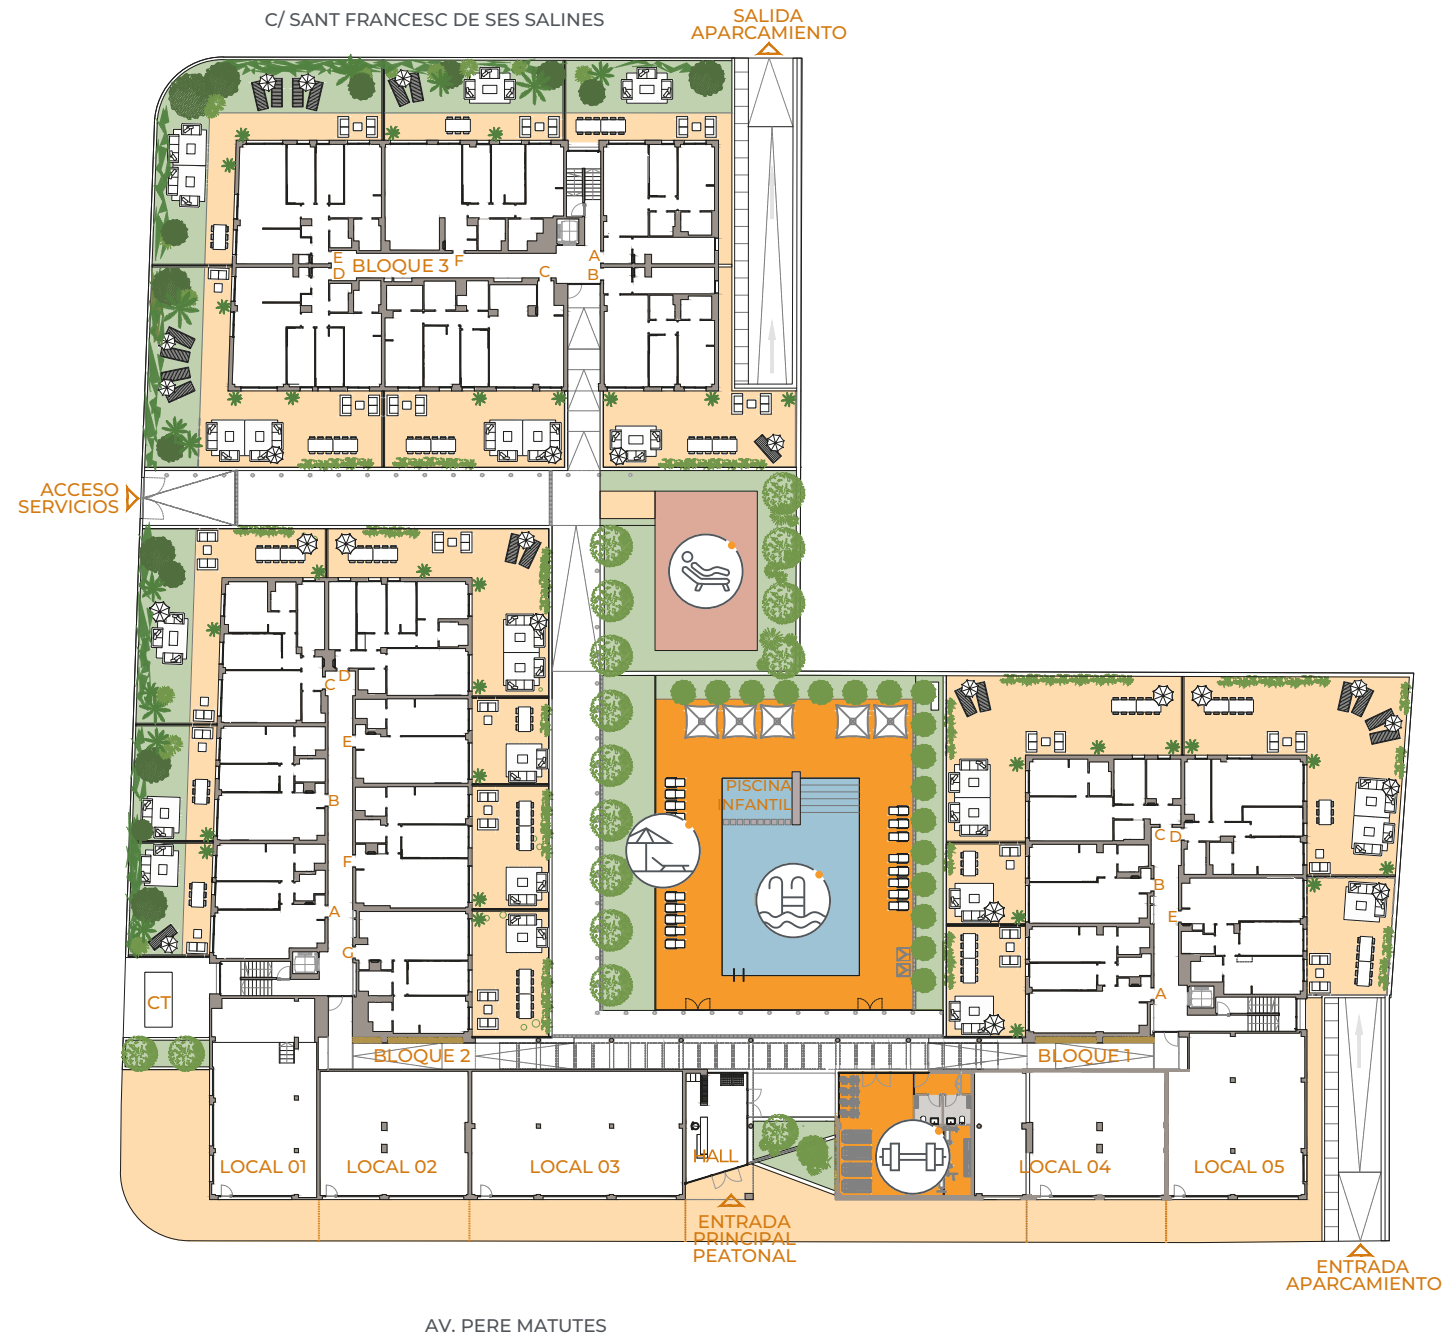 C/ SANT FRANCESC DE SES SALINES
SALIDA
APARCAMIENTO
E
BLOQUE 3
F
A
D
C
B
ACCESO
SERVICIOS
C
D
E
B
F
A
G
PISCINA
INFANTIL
C
D
B
E
A
CT
BLOQUE 2
BLOQUE 1
HALL
LOCAL 01
LOCAL 02
LOCAL 03
LOCAL 04
LOCAL 05
ENTRADA
PRINCIPAL
PEATONAL
ENTRADA
APARCAMIENTO
AV. PERE MATUTES